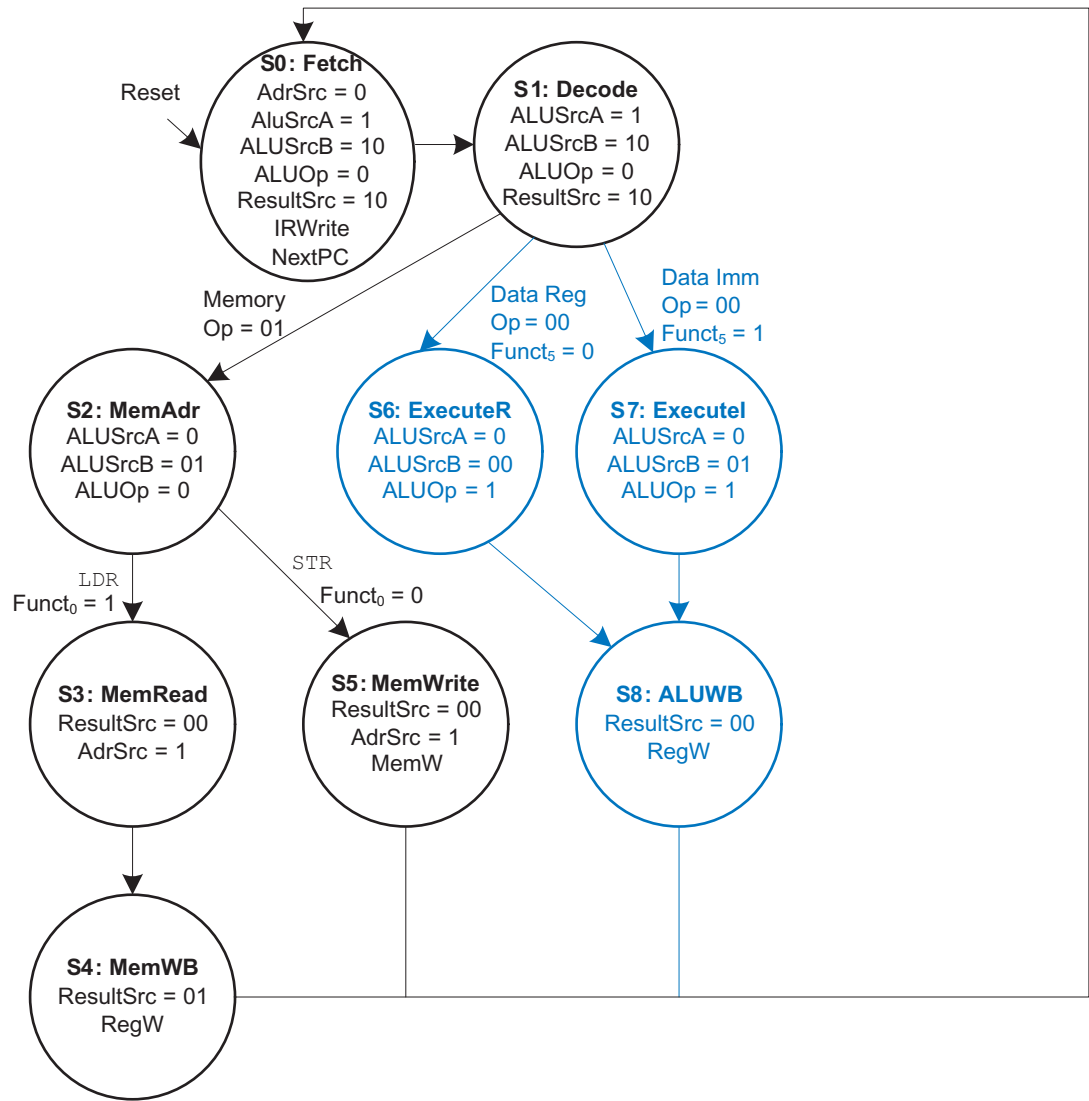 Reset
S0: Fetch
AdrSrc = 0
AluSrcA = 1
ALUSrcB = 10
ALUOp = 0
ResultSrc = 10
IRWrite
NextPC
S1: Decode
ALUSrcA = 1
ALUSrcB = 10
ALUOp = 0
ResultSrc = 10
Memory
Op = 01
Data Reg
Op = 00
Funct₅ = 0
Data Imm
Op = 00
Funct₅ = 1
S2: MemAdr
ALUSrcA = 0
ALUSrcB = 01
ALUOp = 0
S6: ExecuteR
ALUSrcA = 0
ALUSrcB = 00
ALUOp = 1
S7: ExecuteI
ALUSrcA = 0
ALUSrcB = 01
ALUOp = 1
LDR
Funct₀ = 1
STR
Funct₀ = 0
S3: MemRead
ResultSrc = 00
AdrSrc = 1
S5: MemWrite
ResultSrc = 00
AdrSrc = 1
MemW
S8: ALUWB
ResultSrc = 00
RegW
S4: MemWB
ResultSrc = 01
RegW